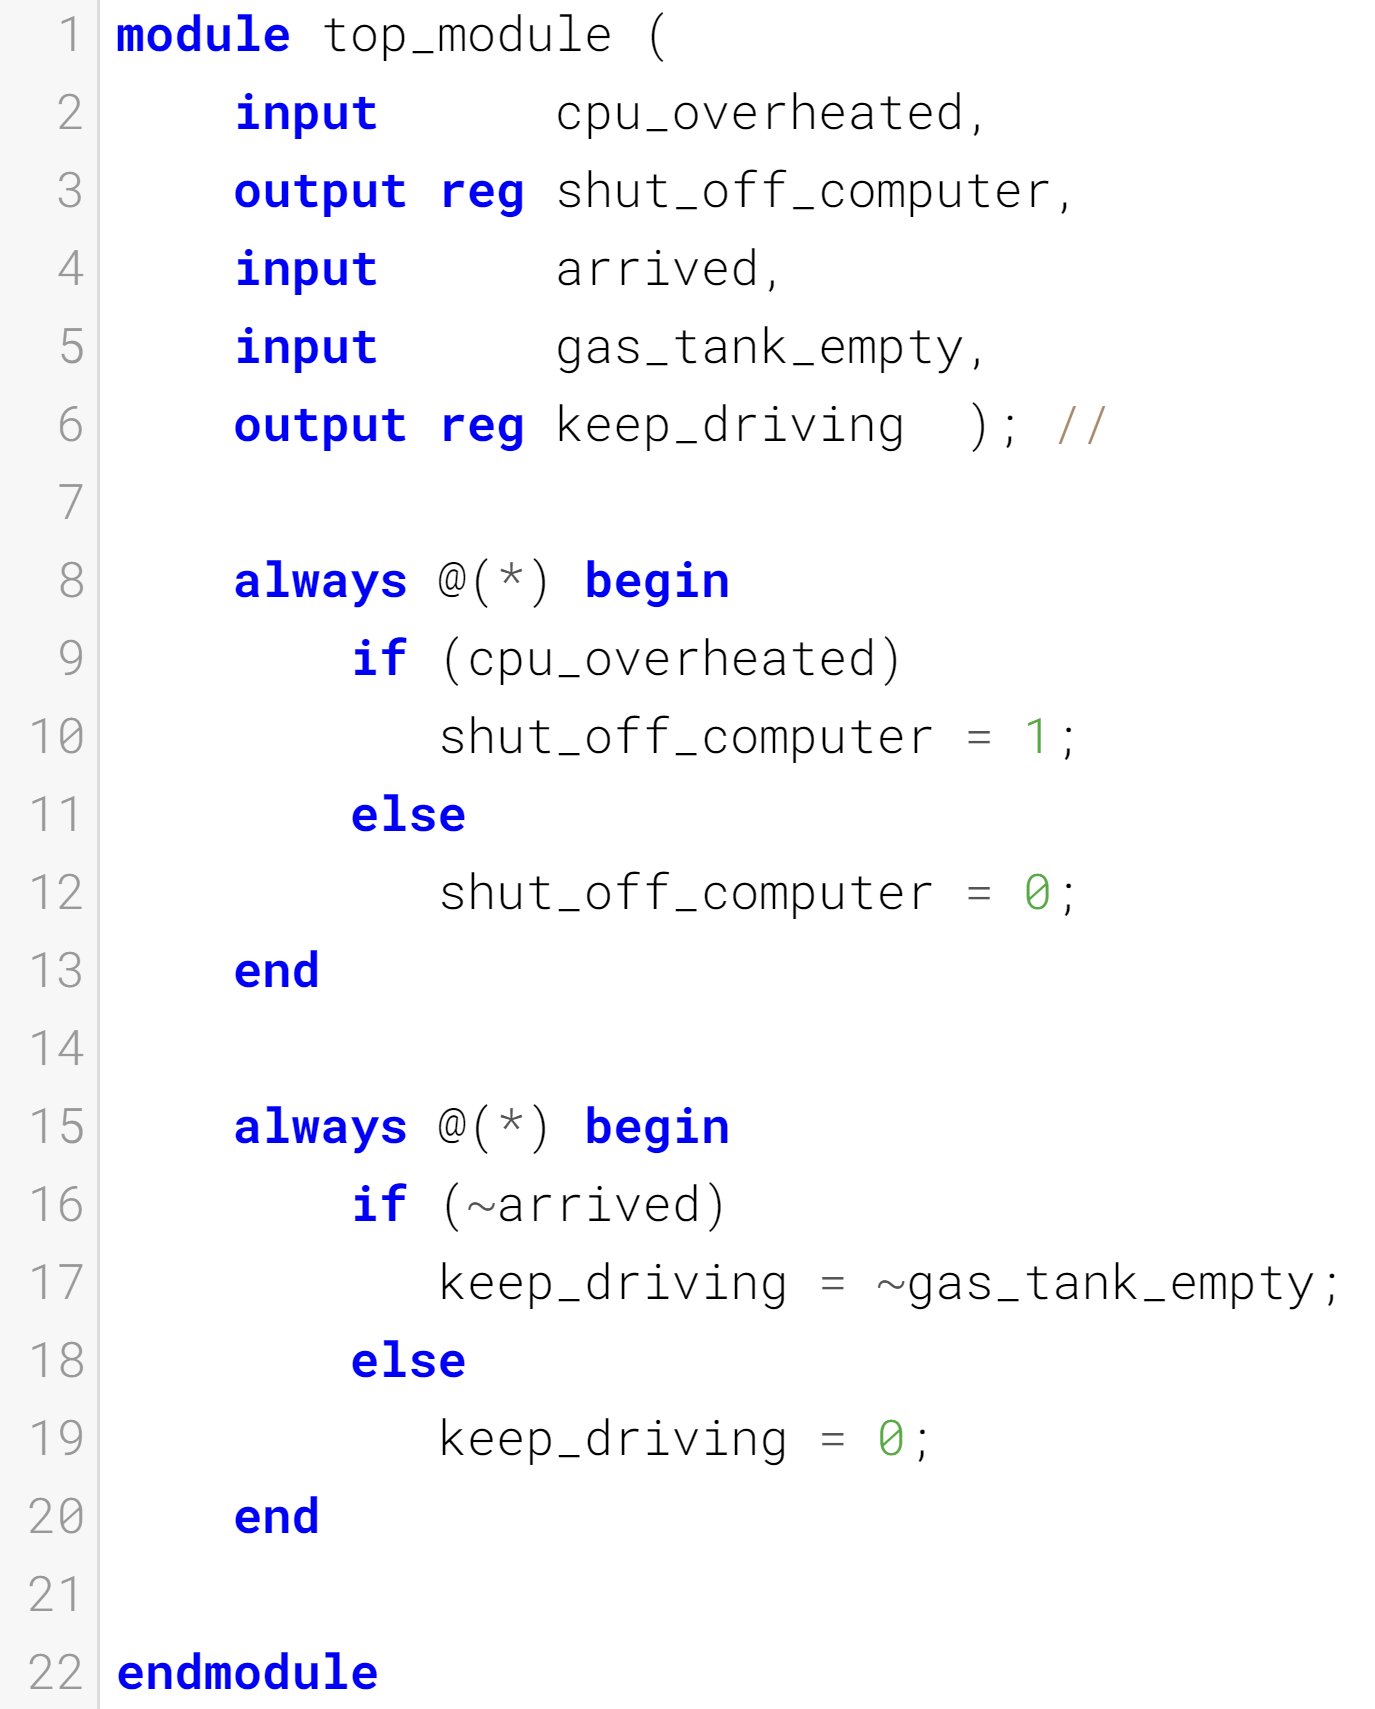 1 module top_module (
2     input      cpu_overheated,
3     output reg shut_off_computer,
4     input      arrived,
5     input      gas_tank_empty,
6     output reg keep_driving  ); //
7
8     always @(*) begin
9         if (cpu_overheated)
10            shut_off_computer = 1;
11         else
12            shut_off_computer = 0;
13     end
14
15     always @(*) begin
16         if (~arrived)
17            keep_driving = ~gas_tank_empty;
18         else
19            keep_driving = 0;
20     end
21
22 endmodule